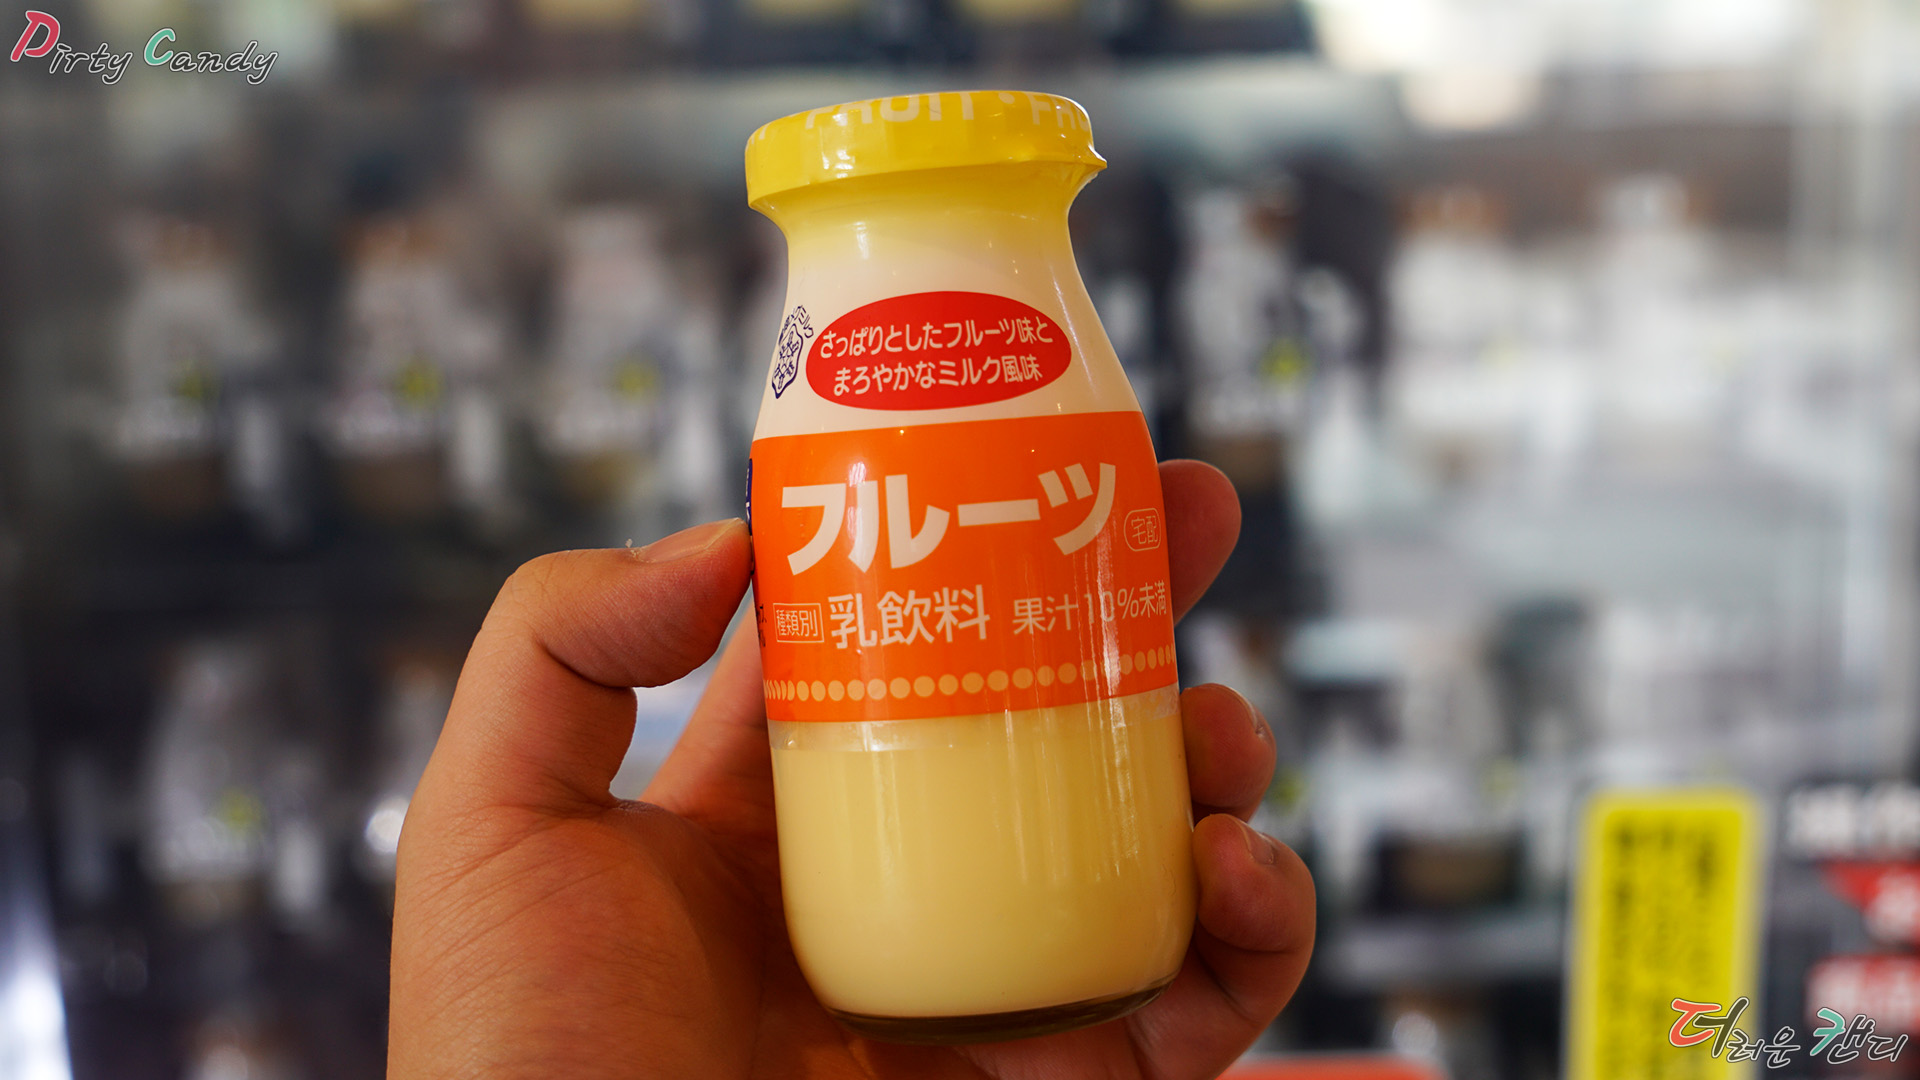 Dirty Candy
FRUIT • FRU
さっぱりとしたフルーツ味と
まろやかなミルク風味
フルーツ
宅配
種類別 乳飲料 果汁10%未満
더러운 캔디